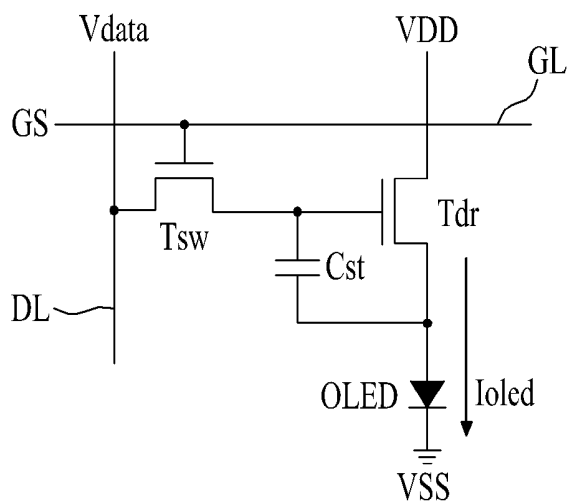 Vdata
VDD
GL
GS
Tsw
Tdr
Cst
DL
OLED
Ioled
VSS